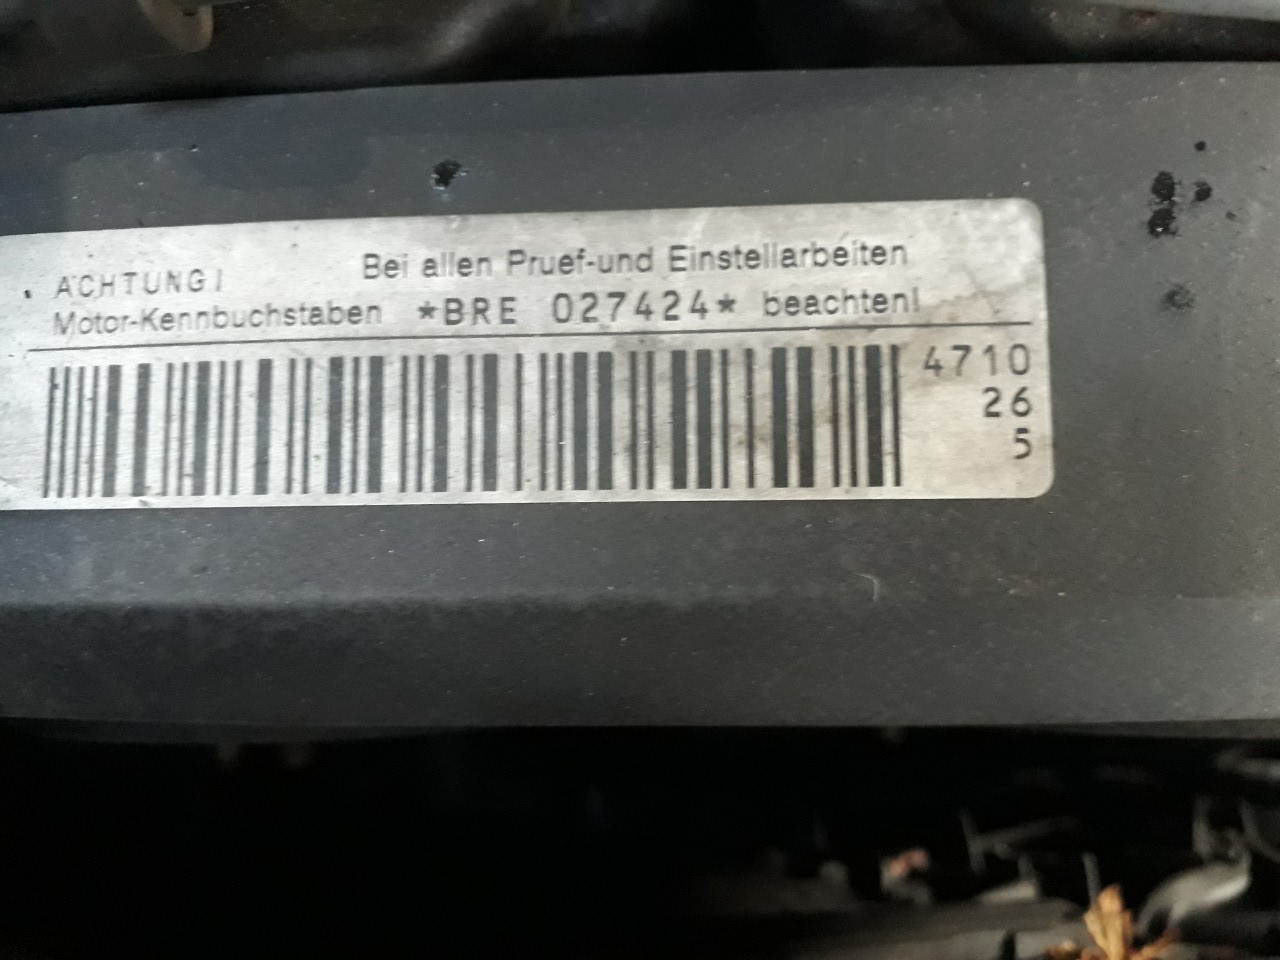 ACHTUNG! Bei allen Pruef-und Einstellarbeiten
Motor-Kennbuchstaben *BRE 027424* beachten!
4710
26
5